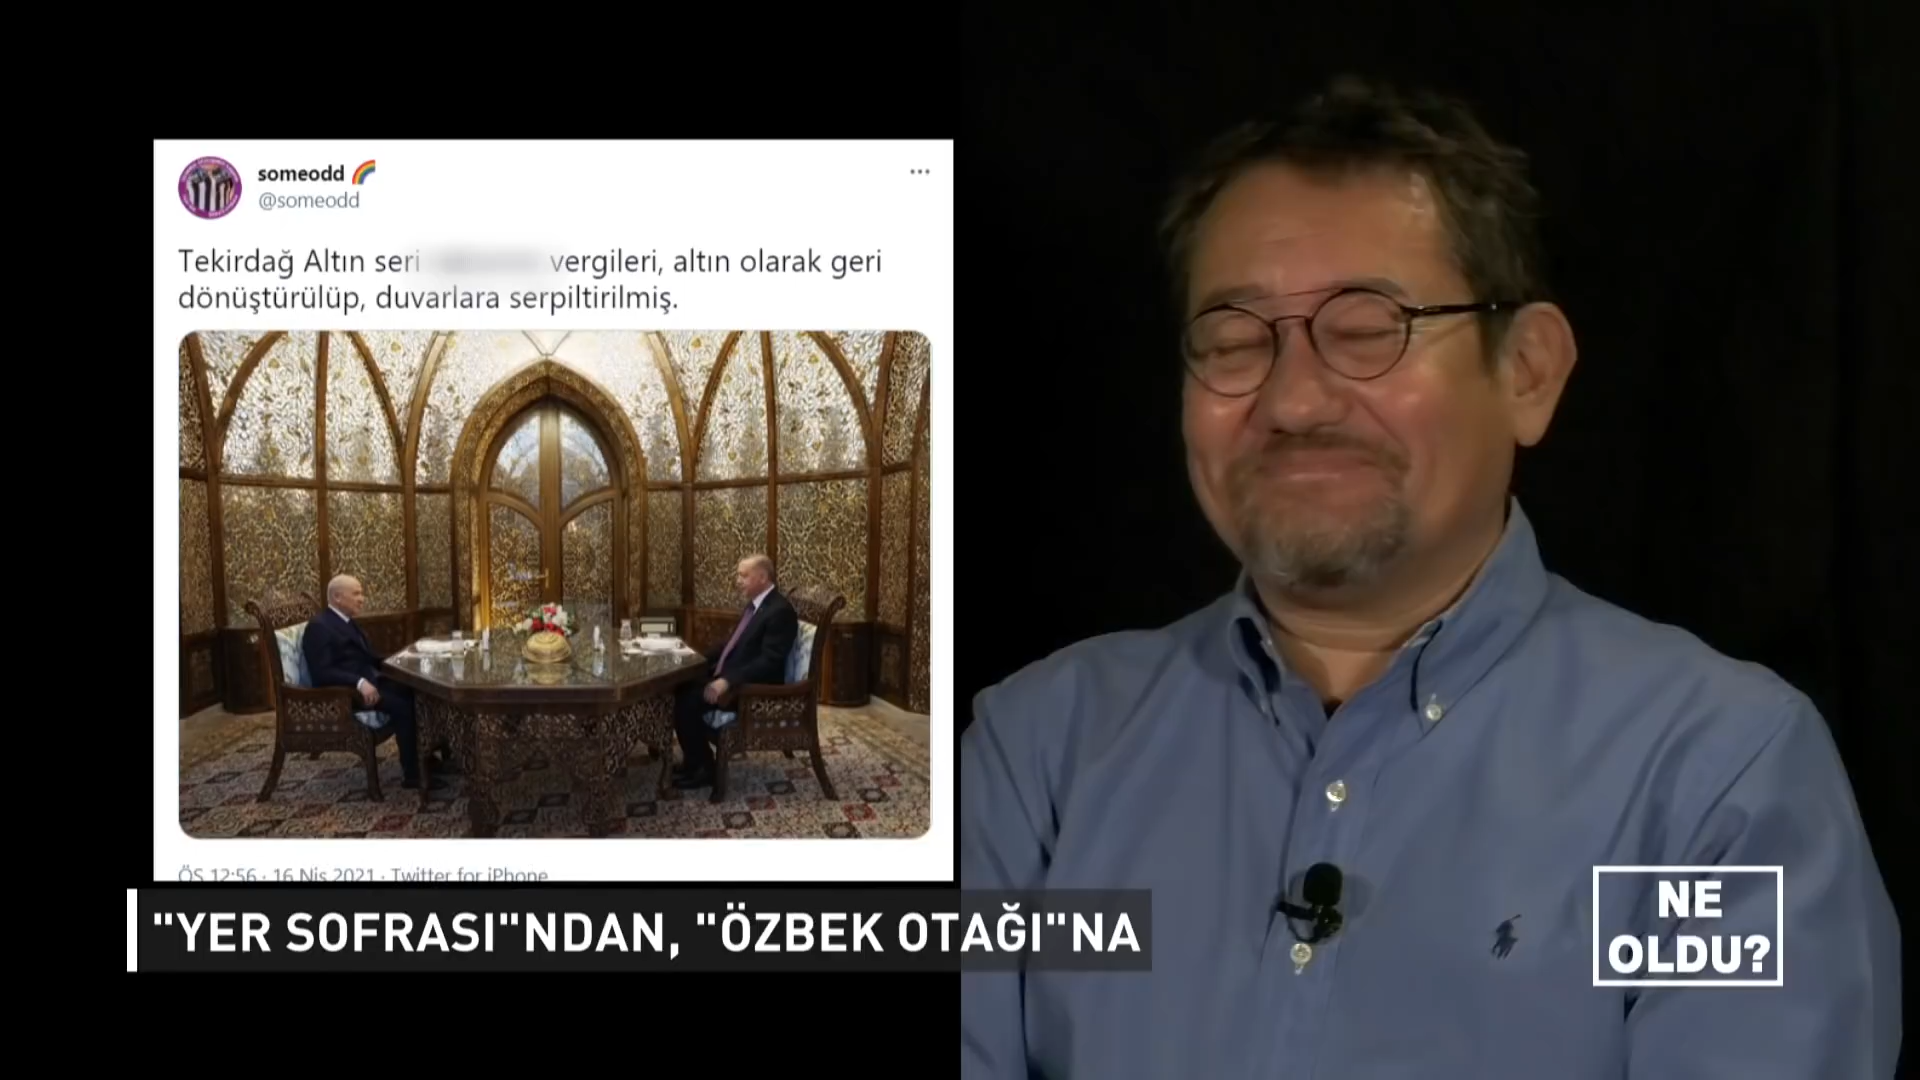 someodd
@someodd
Tekirdağ Altın seri vergileri, altın olarak geri
dönüştürülüp, duvarlara serpiltirilmiş.
ÖS 12:56 · 16 Nis 2021 · Twitter for iPhone
"YER SOFRASI"NDAN, "ÖZBEK OTAĞI"NA
NE
OLDU?